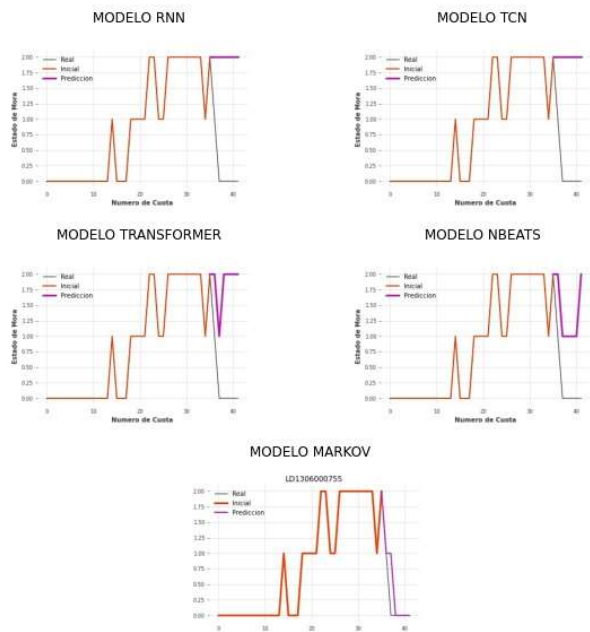 MODELO RNN
MODELO TCN
Estado de Mora
2.00
1.75
1.50
1.25
1.00
0.75
0.50
0.25
0.00
Real
Inicial
Prediccion
0 10 20 30 40
Numero de Cuota
Estado de Mora
2.00
1.75
1.50
1.25
1.00
0.75
0.50
0.25
0.00
Real
Inicial
Prediccion
0 10 20 30 40
Numero de Cuota
MODELO TRANSFORMER
MODELO NBEATS
Estado de Mora
2.00
1.75
1.50
1.25
1.00
0.75
0.50
0.25
0.00
Real
Inicial
Prediccion
0 10 20 30 40
Numero de Cuota
Estado de Mora
2.00
1.75
1.50
1.25
1.00
0.75
0.50
0.25
0.00
Real
Inicial
Prediccion
0 10 20 30 40
Numero de Cuota
MODELO MARKOV
LD1306000755
2.00
1.75
1.50
1.25
1.00
0.75
0.50
0.25
0.00
Real
Inicial
Prediccion
0 10 20 30 40